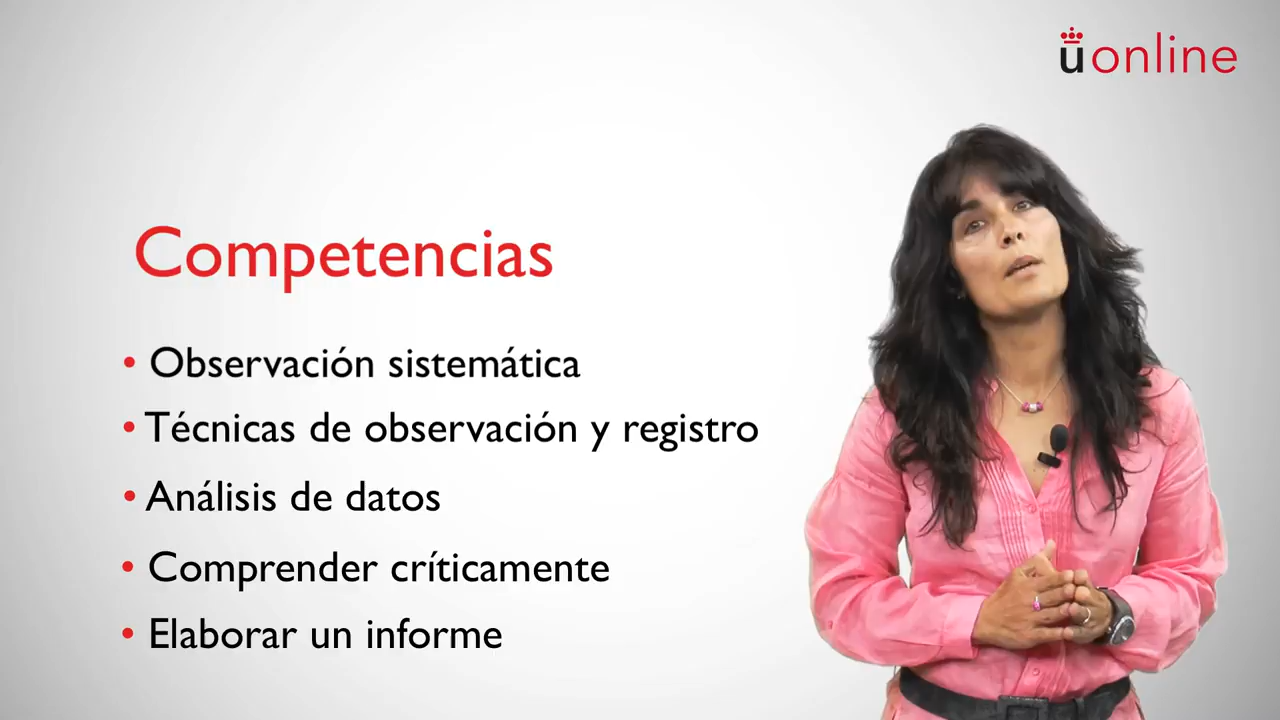 üonline
Competencias
• Observación sistemática
• Técnicas de observación y registro
• Análisis de datos
• Comprender críticamente
• Elaborar un informe